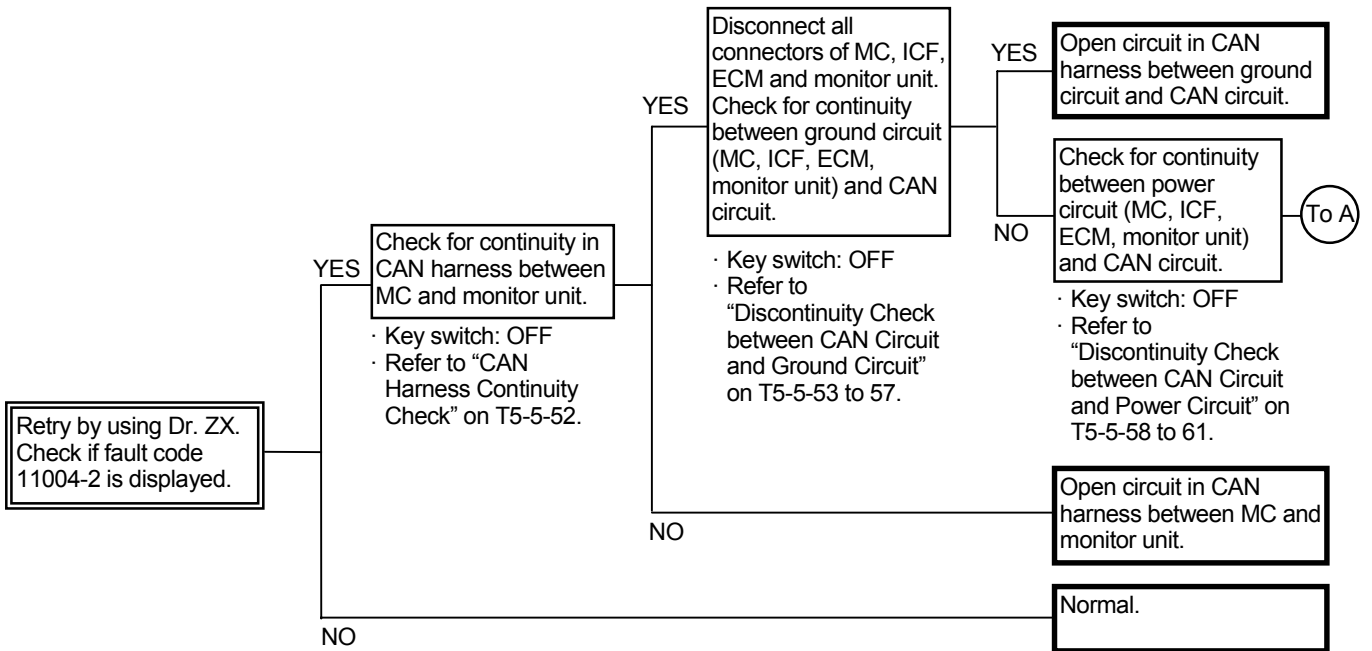 Retry by using Dr. ZX.
Check if fault code
11004-2 is displayed.
YES
Check for continuity in
CAN harness between
MC and monitor unit.
· Key switch: OFF
· Refer to “CAN
Harness Continuity
Check” on T5-5-52.
YES
Disconnect all
connectors of MC, ICF,
ECM and monitor unit.
Check for continuity
between ground circuit
(MC, ICF, ECM,
monitor unit) and CAN
circuit.
· Key switch: OFF
· Refer to
“Discontinuity Check
between CAN Circuit
and Ground Circuit”
on T5-5-53 to 57.
YES
Open circuit in CAN
harness between ground
circuit and CAN circuit.
NO
Check for continuity
between power
circuit (MC, ICF,
ECM, monitor unit)
and CAN circuit.
To A
· Key switch: OFF
· Refer to
“Discontinuity Check
between CAN Circuit
and Power Circuit” on
T5-5-58 to 61.
NO
Open circuit in CAN
harness between MC and
monitor unit.
NO
Normal.